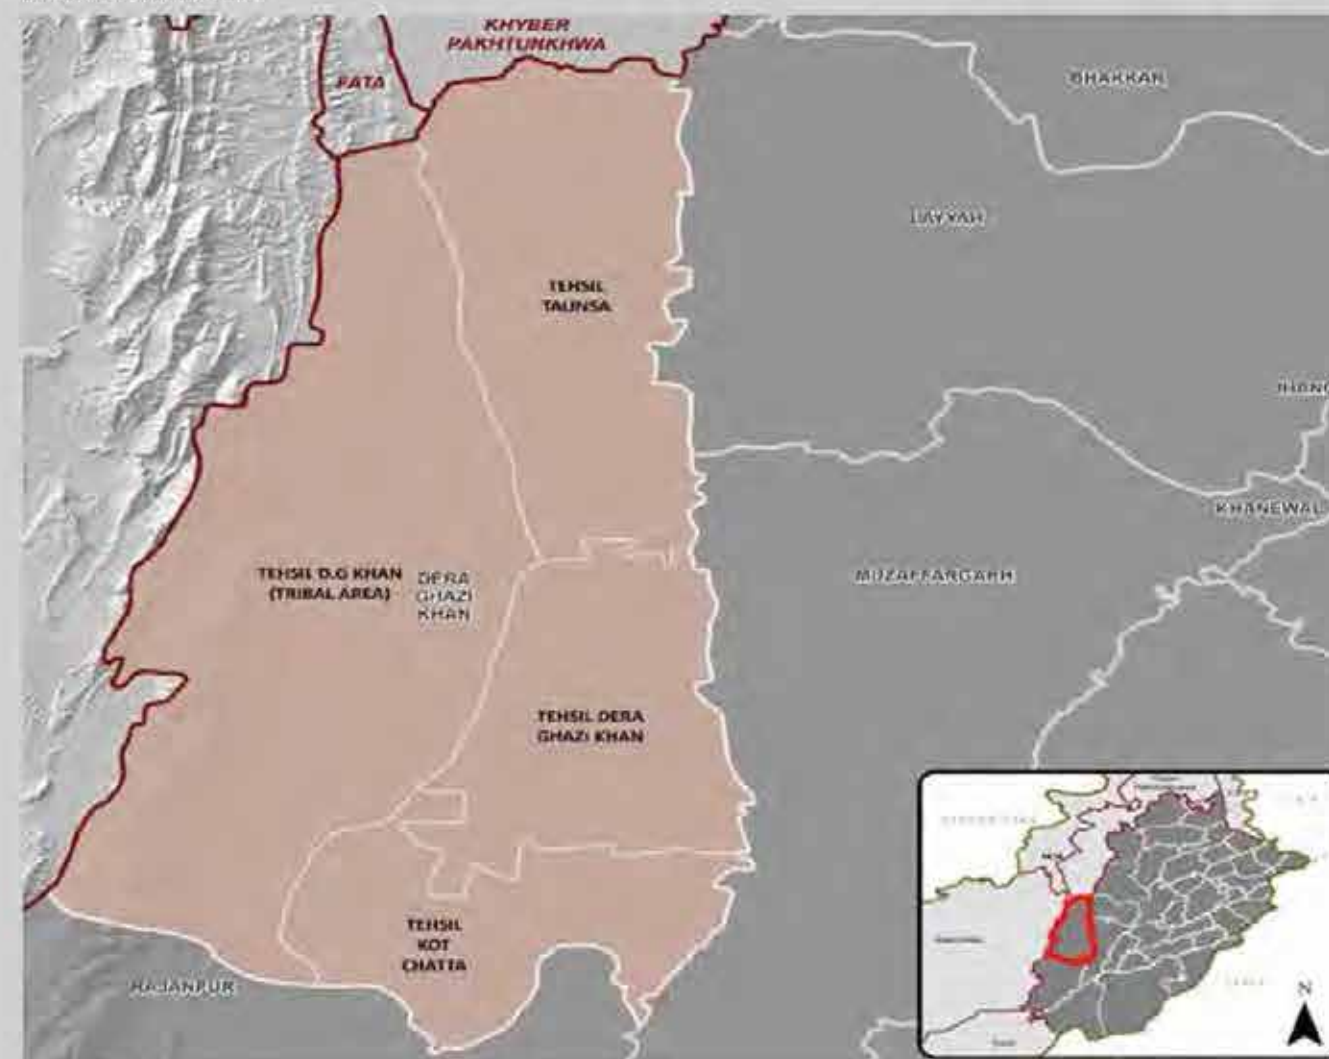 KHYBER
PAKHTUNKHWA
FATA
BHAKKAR
LAYYAH
TEHSIL
TAUNSA
KHANEWAL
TEHSIL D.G KHAN
(TRIBAL AREA)
DERA
GHAZI
KHAN
MUZAFFARGARH
TEHSIL DERA
GHAZI KHAN
TEHSIL
KOT
CHATTA
RAJANPUR
N